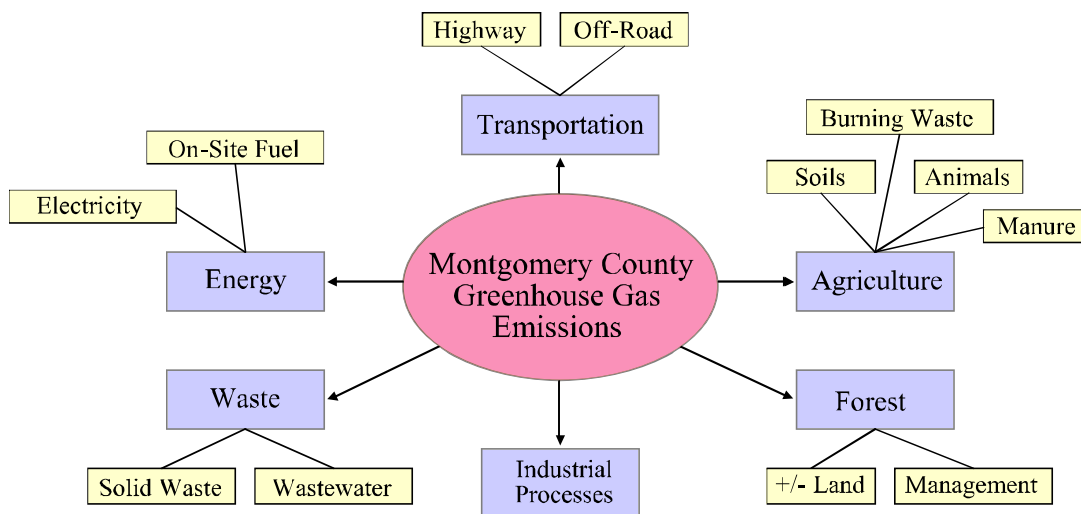 Highway
Off-Road
Transportation
Burning Waste
On-Site Fuel
Soils
Animals
Electricity
Manure
Energy
Montgomery County
Greenhouse Gas
Emissions
Agriculture
Waste
Forest
Industrial
Processes
Solid Waste
Wastewater
+/- Land
Management